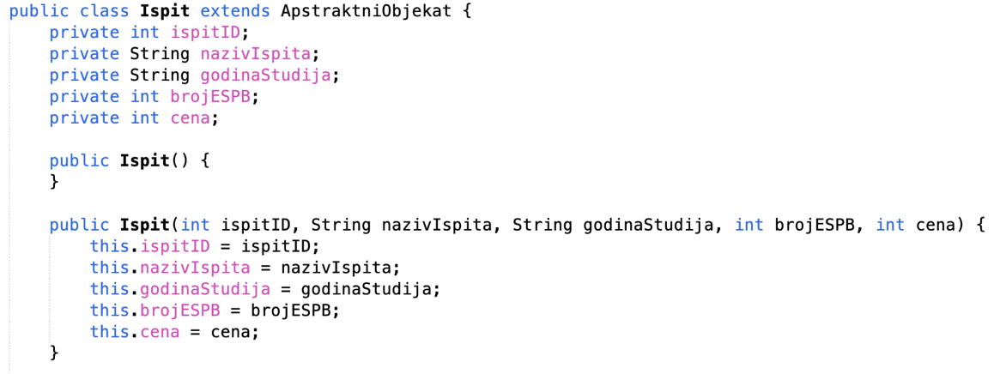 public class Ispit extends ApstraktniObjekat {
    private int ispitID;
    private String nazivIspita;
    private String godinaStudija;
    private int brojESPB;
    private int cena;

    public Ispit() {
    }

    public Ispit(int ispitID, String nazivIspita, String godinaStudija, int brojESPB, int cena) {
        this.ispitID = ispitID;
        this.nazivIspita = nazivIspita;
        this.godinaStudija = godinaStudija;
        this.brojESPB = brojESPB;
        this.cena = cena;
    }